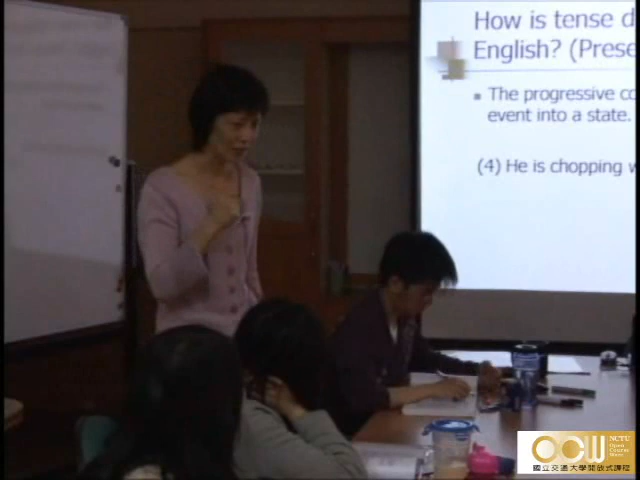 How is tense d
English? (Prese
The progressive co
event into a state.
(4) He is chopping w
OCW NCTU
Open
Course
Ware
國立交通大學開放式課程